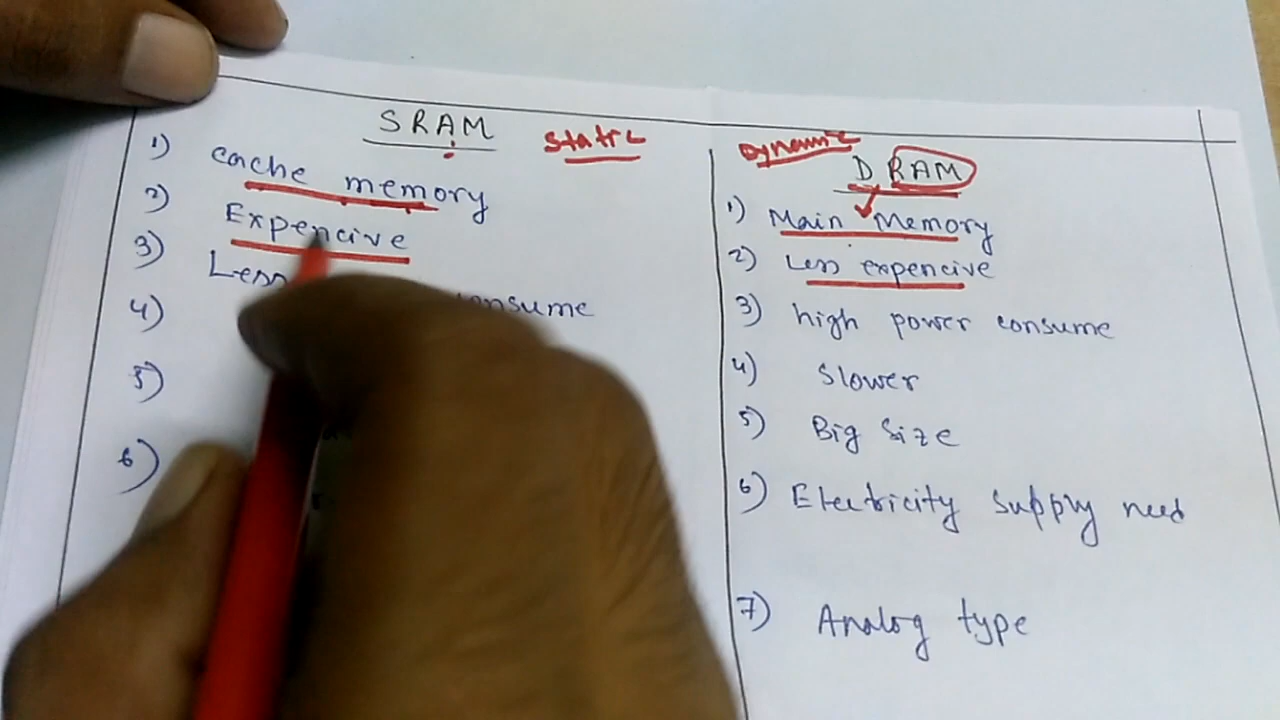 SRAM Static
1) Cache memory
2) Expencive
3) Less consume
4)
5)
6)
Dynamic
DRAM
1) Main Memory
2) Less expencive
3) high power consume
4) Slower
5) Big Size
6) Electricity supply need
7) Analog type